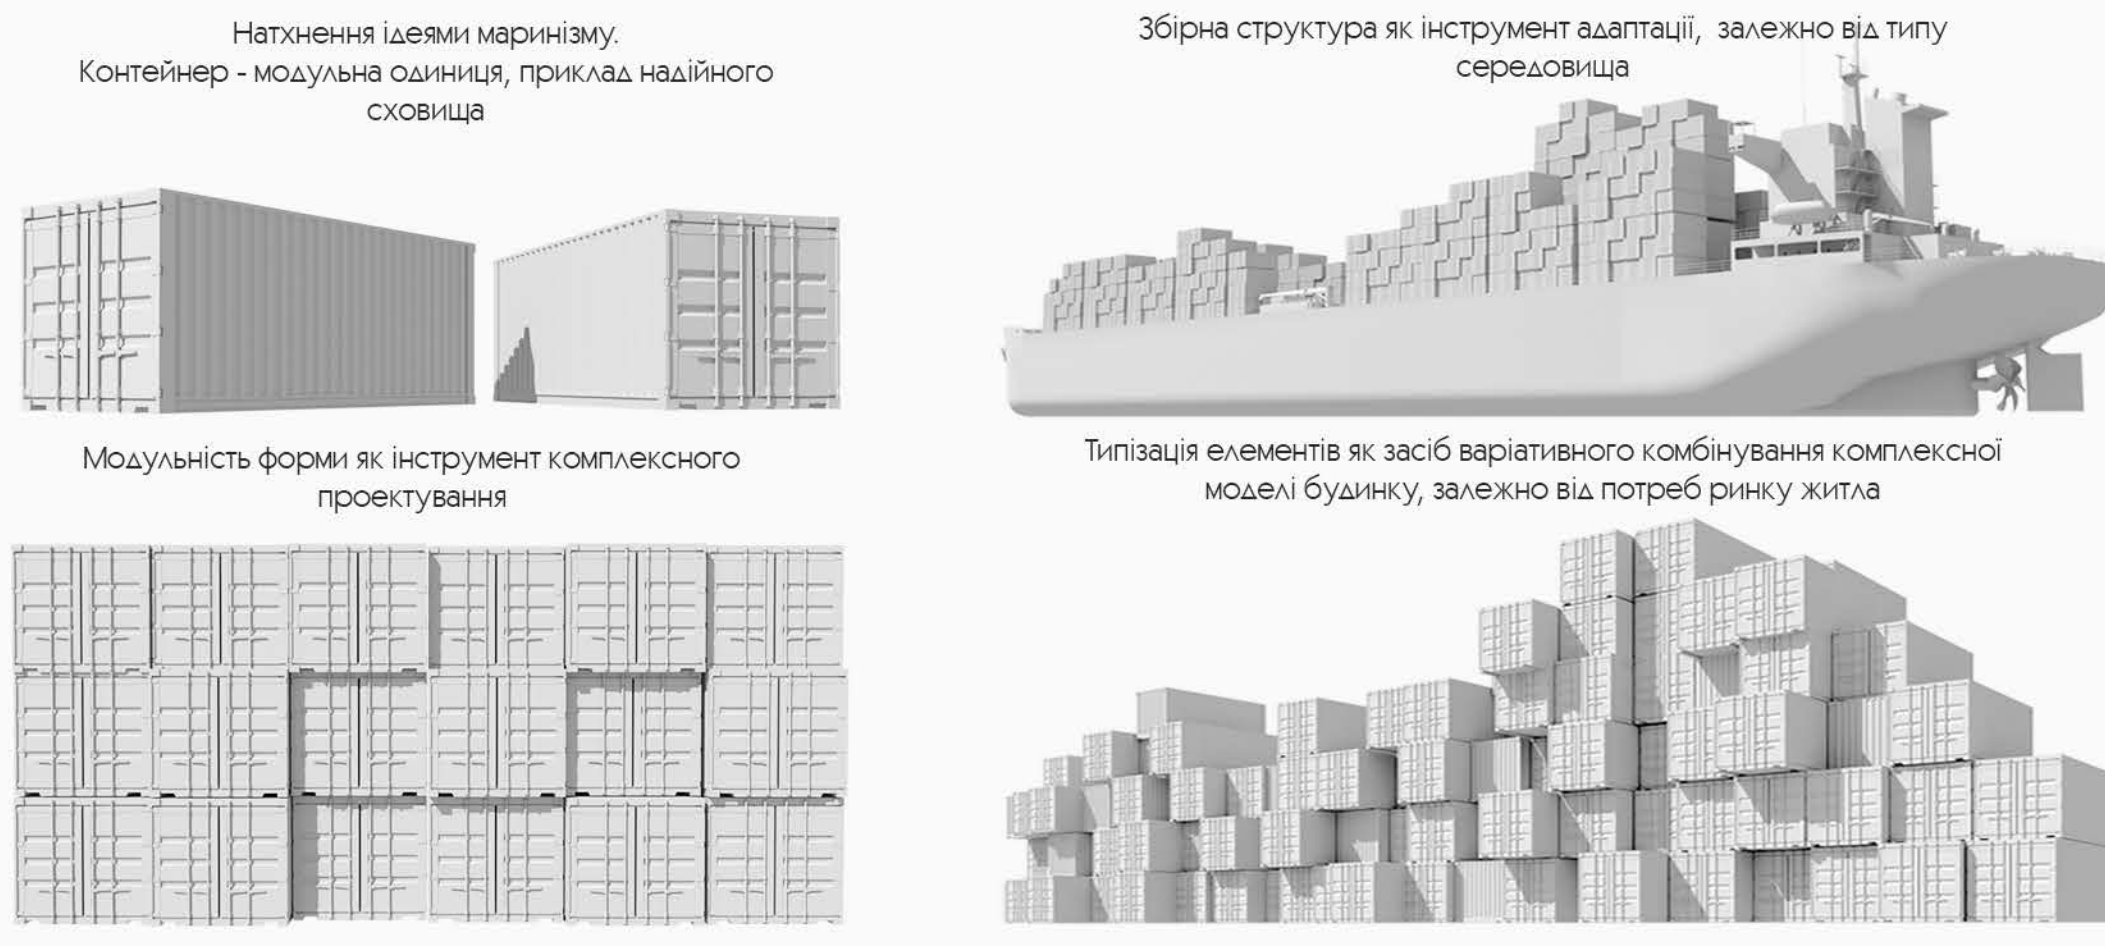 Натхнення ідеями маринізму.
Контейнер - модульна одиниця, приклад надійного
сховища
Збірна структура як інструмент адаптації, залежно від типу
середовища
Модульність форми як інструмент комплексного
проектування
Типізація елементів як засіб варіативного комбінування комплексної
моделі будинку, залежно від потреб ринку житла